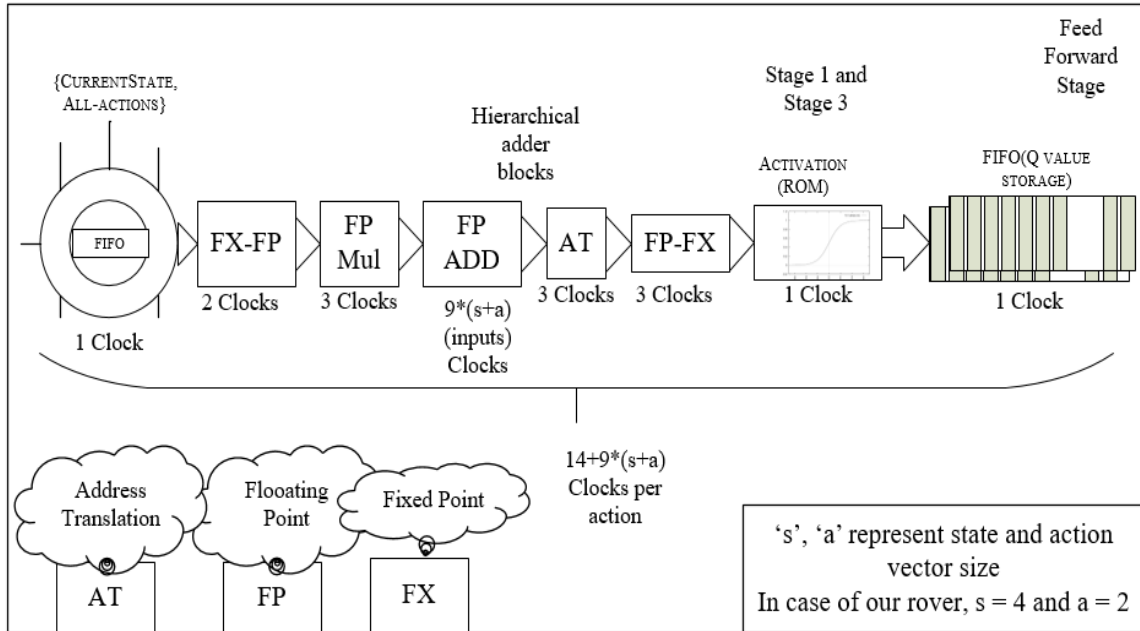 Feed
Forward
Stage
{CURRENTSTATE,
ALL-ACTIONS}
Stage 1 and
Stage 3
Hierarchical
adder
blocks
ACTIVATION
(ROM)
FIFO(Q VALUE
STORAGE)
FIFO
FX-FP
FP
Mul
FP
ADD
AT
FP-FX
1 Clock
2 Clocks
3 Clocks
9*(s+a)
(inputs)
Clocks
3 Clocks
3 Clocks
1 Clock
1 Clock
14+9*(s+a)
Clocks per
action
Address
Translation
Flooating
Point
Fixed Point
AT
FP
FX
‘s’, ‘a’ represent state and action
vector size
In case of our rover, s = 4 and a = 2